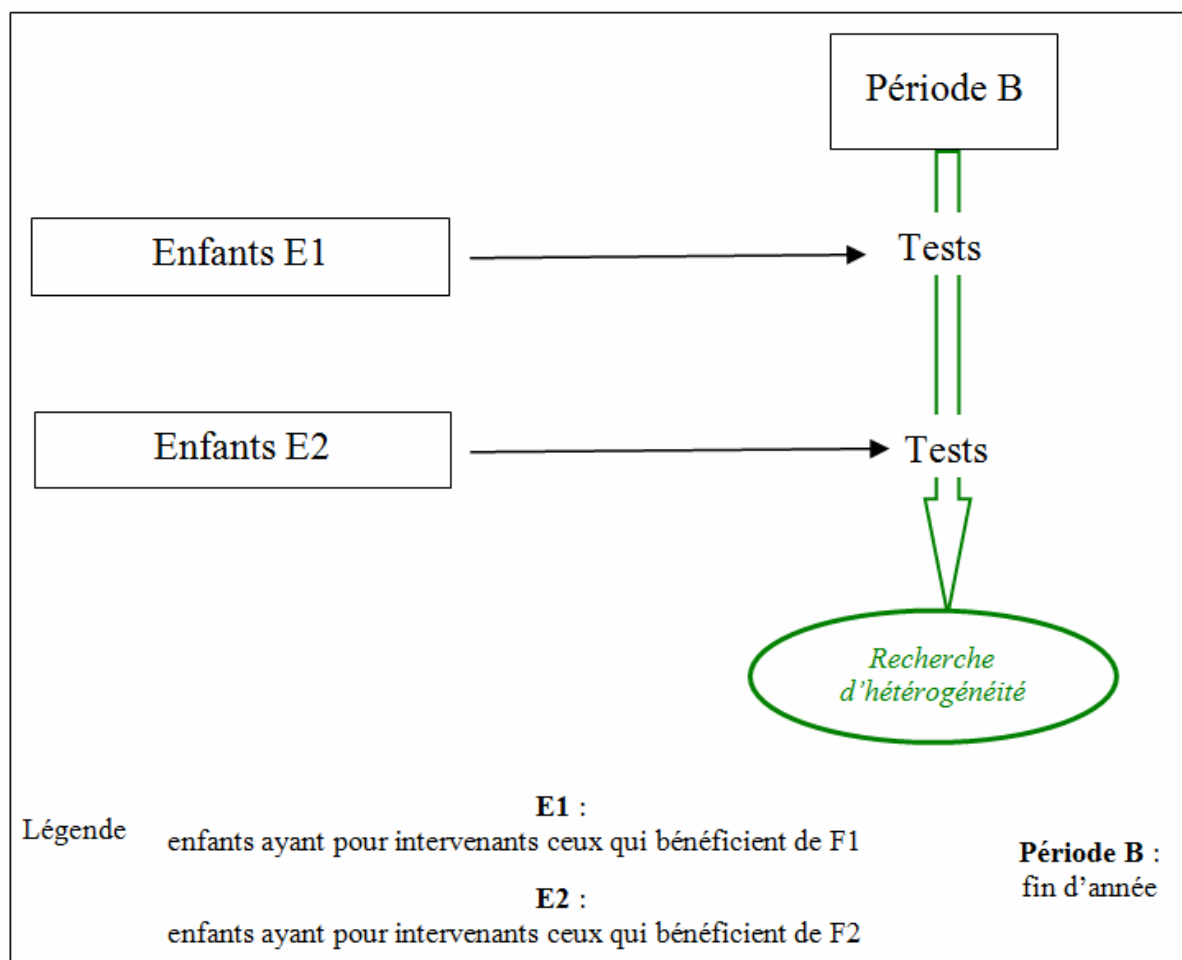 Période B
Enfants E1
Tests
Enfants E2
Tests
Recherche
d’hétérogénéité
Légende
E1 :
enfants ayant pour intervenants ceux qui bénéficient de F1
E2 :
enfants ayant pour intervenants ceux qui bénéficient de F2
Période B :
fin d’année